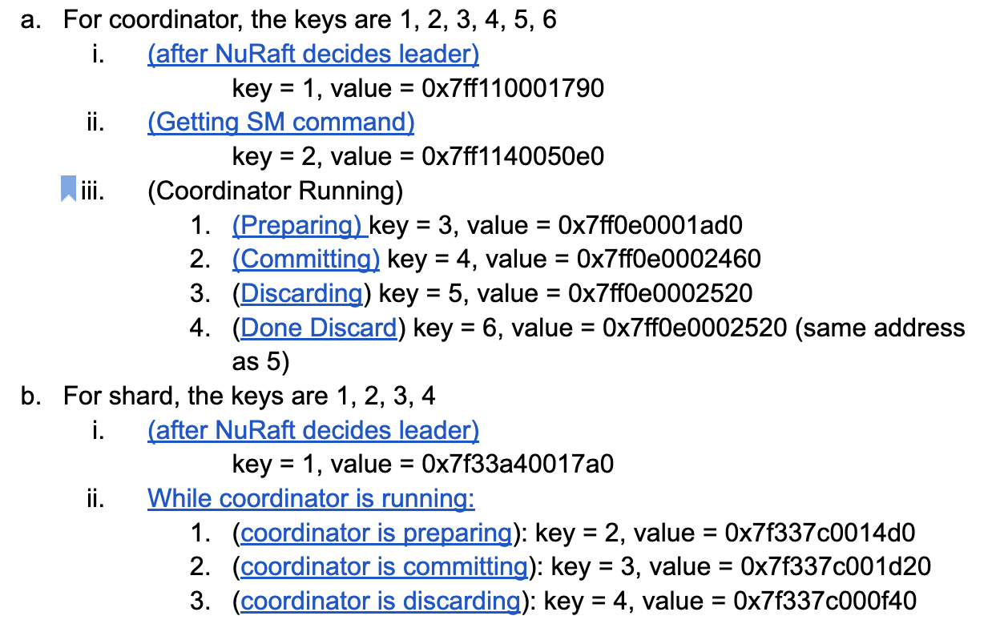 a. For coordinator, the keys are 1, 2, 3, 4, 5, 6
i. (after NuRaft decides leader)
key = 1, value = 0x7ff110001790
ii. (Getting SM command)
key = 2, value = 0x7ff1140050e0
iii. (Coordinator Running)
1. (Preparing) key = 3, value = 0x7ff0e0001ad0
2. (Committing) key = 4, value = 0x7ff0e0002460
3. (Discarding) key = 5, value = 0x7ff0e0002520
4. (Done Discard) key = 6, value = 0x7ff0e0002520 (same address
as 5)
b. For shard, the keys are 1, 2, 3, 4
i. (after NuRaft decides leader)
key = 1, value = 0x7f33a40017a0
ii. While coordinator is running:
1. (coordinator is preparing): key = 2, value = 0x7f337c0014d0
2. (coordinator is committing): key = 3, value = 0x7f337c001d20
3. (coordinator is discarding): key = 4, value = 0x7f337c000f40